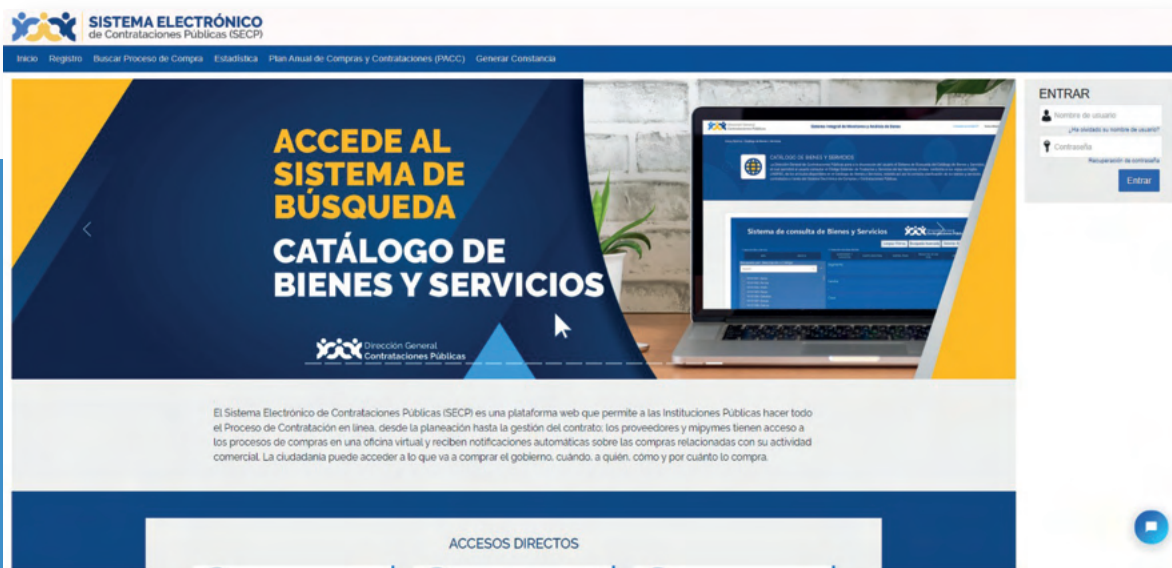 SISTEMA ELECTRÓNICO
de Contrataciones Públicas (SECP)
Inicio Registro Buscar Proceso de Compra Estadística Plan Anual de Compras y Contrataciones (PACC) Generar Constancia
ACCEDE AL
SISTEMA DE
BÚSQUEDA
CATÁLOGO DE
BIENES Y SERVICIOS
Dirección General
Contrataciones Públicas
CATÁLOGO DE BIENES Y SERVICIOS
Sistema de consulta de Bienes y Servicios
ENTRAR
Nombre de usuario
¿Ha olvidado su nombre de usuario?
Contraseña
Recuperación de contraseña
Entrar
El Sistema Electrónico de Contrataciones Públicas (SECP) es una plataforma web que permite a las Instituciones Públicas hacer todo
el Proceso de Contratación en línea, desde la planeación hasta la gestión del contrato; los proveedores y mipymes tienen acceso a
los procesos de compras en una oficina virtual y reciben notificaciones automáticas sobre las compras relacionadas con su actividad
comercial. La ciudadanía puede acceder a lo que va a comprar el gobierno, cuándo, a quién, cómo y por cuánto lo compra.
ACCESOS DIRECTOS